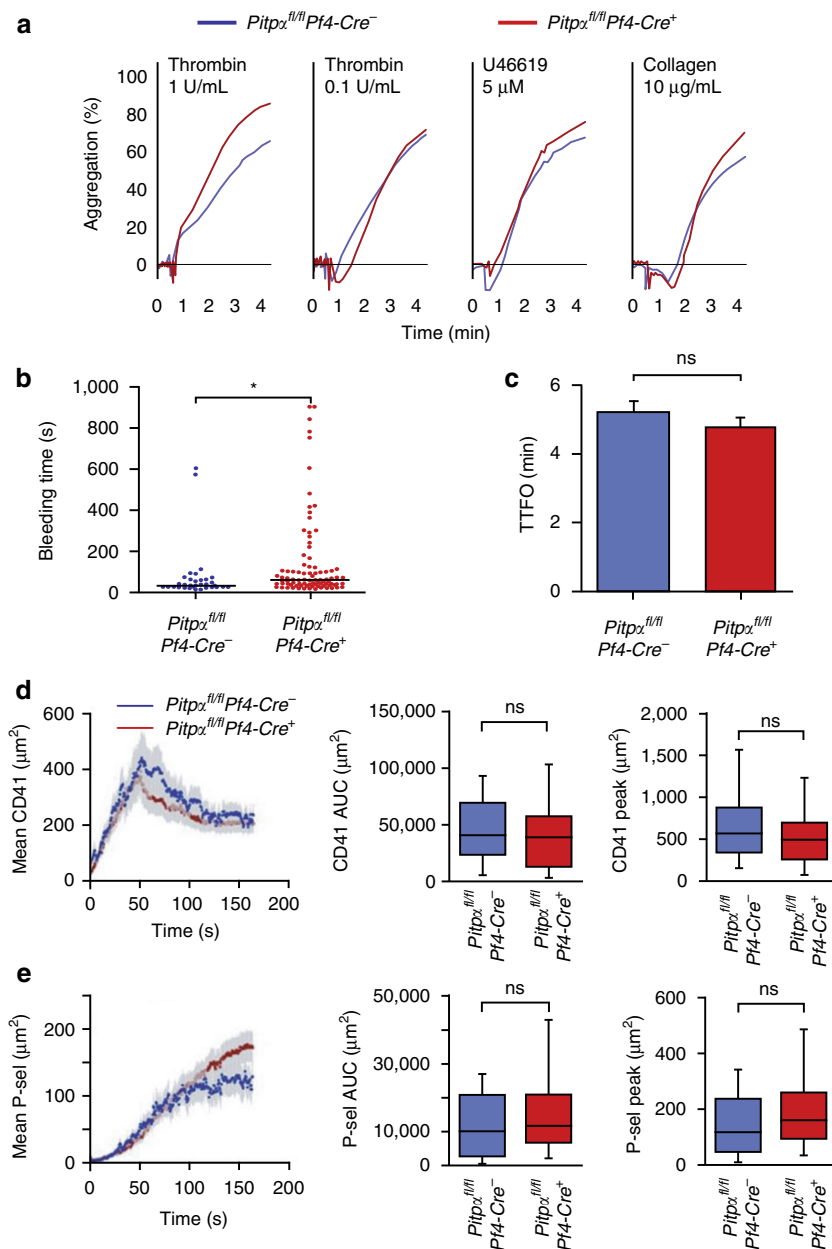 a
Pitpα^fl/fl Pf4-Cre⁻ Pitpα^fl/fl Pf4-Cre⁺
Thrombin 1 U/mL
Thrombin 0.1 U/mL
U46619 5 μM
Collagen 10 μg/mL
Aggregation (%)
100
80
60
40
20
0
0 1 2 3 4 0 1 2 3 4 0 1 2 3 4 0 1 2 3 4
Time (min)
b
Bleeding time (s)
1,000
800
600
400
200
0
*
Pitpα^fl/fl Pf4-Cre⁻
Pitpα^fl/fl Pf4-Cre⁺
c
TTFO (min)
6
4
2
0
ns
Pitpα^fl/fl Pf4-Cre⁻
Pitpα^fl/fl Pf4-Cre⁺
d
Pitpα^fl/fl Pf4-Cre⁻
Pitpα^fl/fl Pf4-Cre⁺
Mean CD41 (μm²)
600
400
200
0
0 50 100 150 200
Time (s)
CD41 AUC (μm²)
150,000
100,000
50,000
0
ns
Pitpα^fl/fl Pf4-Cre⁻
Pitpα^fl/fl Pf4-Cre⁺
CD41 peak (μm²)
2,000
1,500
1,000
500
0
ns
Pitpα^fl/fl Pf4-Cre⁻
Pitpα^fl/fl Pf4-Cre⁺
e
Mean P-sel (μm²)
200
100
0
0 50 100 150 200
Time (s)
P-sel AUC (μm²)
50,000
30,000
10,000
0
ns
Pitpα^fl/fl Pf4-Cre⁻
Pitpα^fl/fl Pf4-Cre⁺
P-sel peak (μm²)
600
400
200
0
ns
Pitpα^fl/fl Pf4-Cre⁻
Pitpα^fl/fl Pf4-Cre⁺